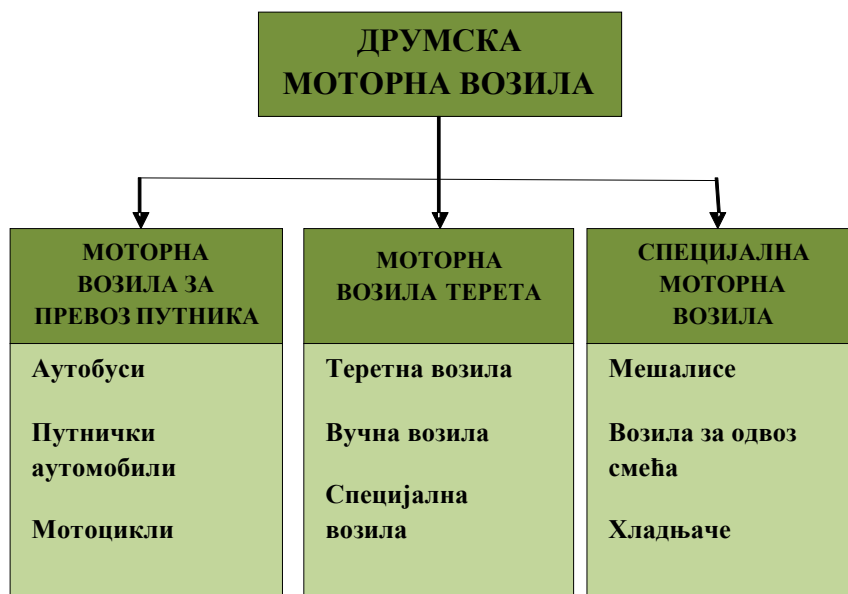 ДРУМСКА
МОТОРНА ВОЗИЛА
МОТОРНА
ВОЗИЛА ЗА
ПРЕВОЗ ПУТНИКА
Аутобуси
Путнички
аутомобили
Мотоцикли
МОТОРНА
ВОЗИЛА ТЕРЕТА
Теретна возила
Вучна возила
Специјална
возила
СПЕЦИЈАЛНА
МОТОРНА
ВОЗИЛА
Мешалисе
Возила за одвоз
смећа
Хладњаче